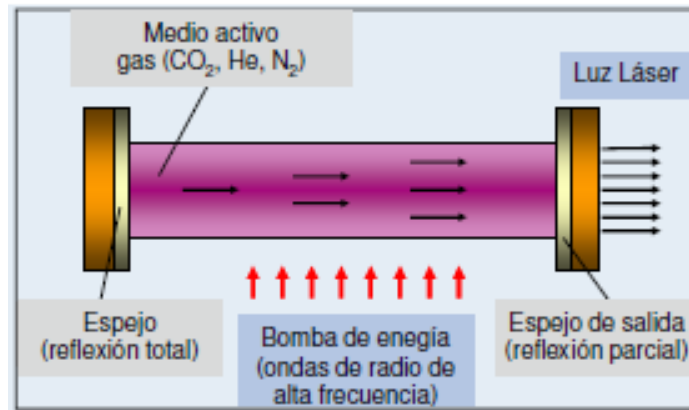 Medio activo
gas (CO₂, He, N₂)
Luz Láser
Espejo
(reflexión total)
Bomba de enegía
(ondas de radio de
alta frecuencia)
Espejo de salida
(reflexión parcial)